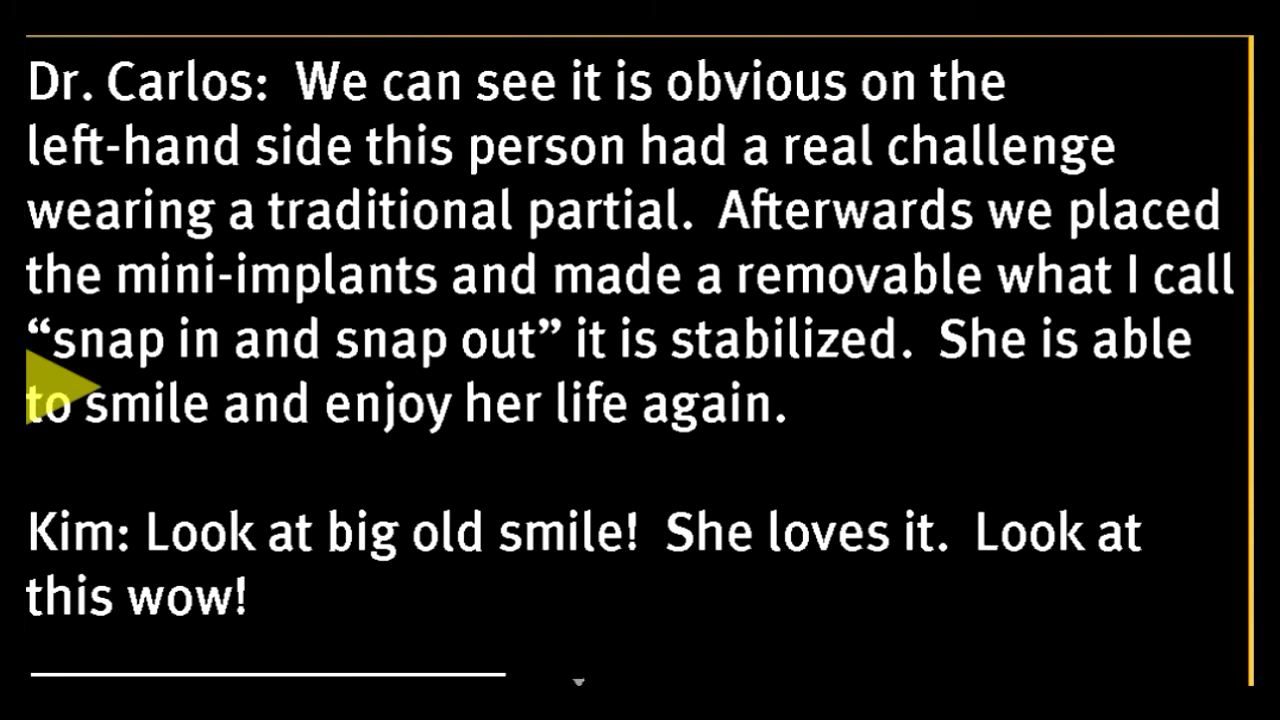 Dr. Carlos:  We can see it is obvious on the
left-hand side this person had a real challenge
wearing a traditional partial.  Afterwards we placed
the mini-implants and made a removable what I call
“snap in and snap out” it is stabilized.  She is able
to smile and enjoy her life again.
Kim: Look at big old smile!  She loves it.  Look at
this wow!